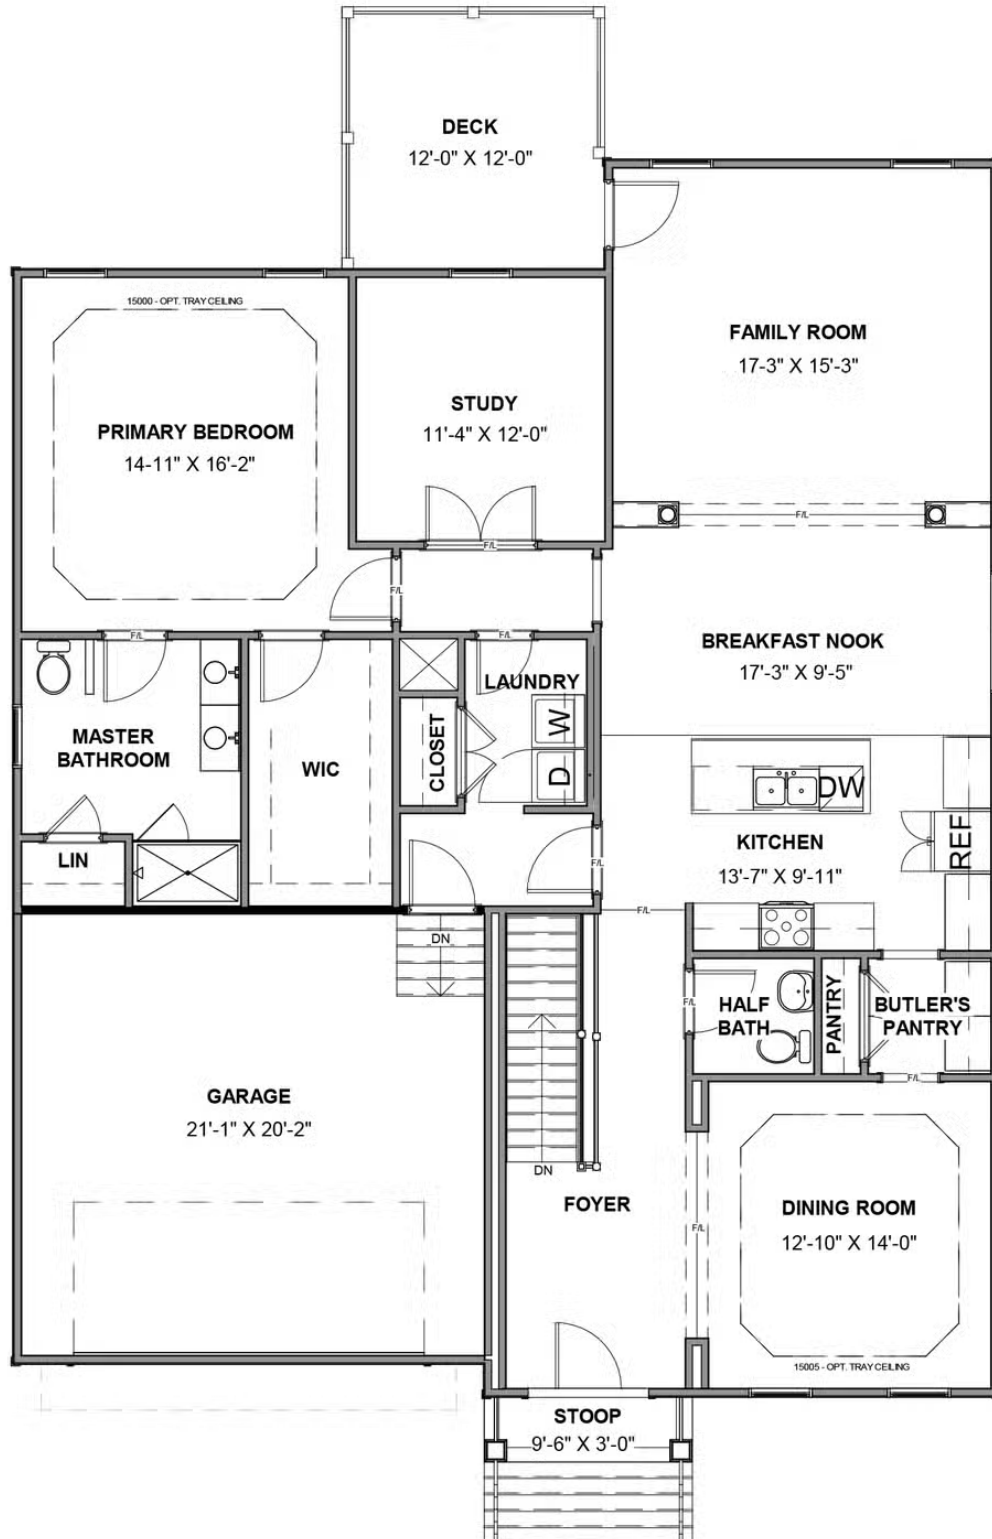 DECK
12'-0" X 12'-0"
FAMILY ROOM
17-3" X 15'-3"
15000 - OPT. TRAY CEILING
PRIMARY BEDROOM
14-11" X 16'-2"
STUDY
11'-4" X 12'-0"
F/L
F/L
F/L
F/L
F/L
BREAKFAST NOOK
17'-3" X 9'-5"
LAUNDRY
W
D
CLOSET
MASTER
BATHROOM
WIC
LIN
DW
KITCHEN
13'-7" X 9'-11"
REF
F/L
F/L
DN
HALF
BATH
F/L
PANTRY
BUTLER'S
PANTRY
F/L
GARAGE
21'-1" X 20'-2"
DN
FOYER
F/L
DINING ROOM
12'-10" X 14'-0"
15005 - OPT. TRAY CEILING
STOOP
9'-6" X 3'-0"